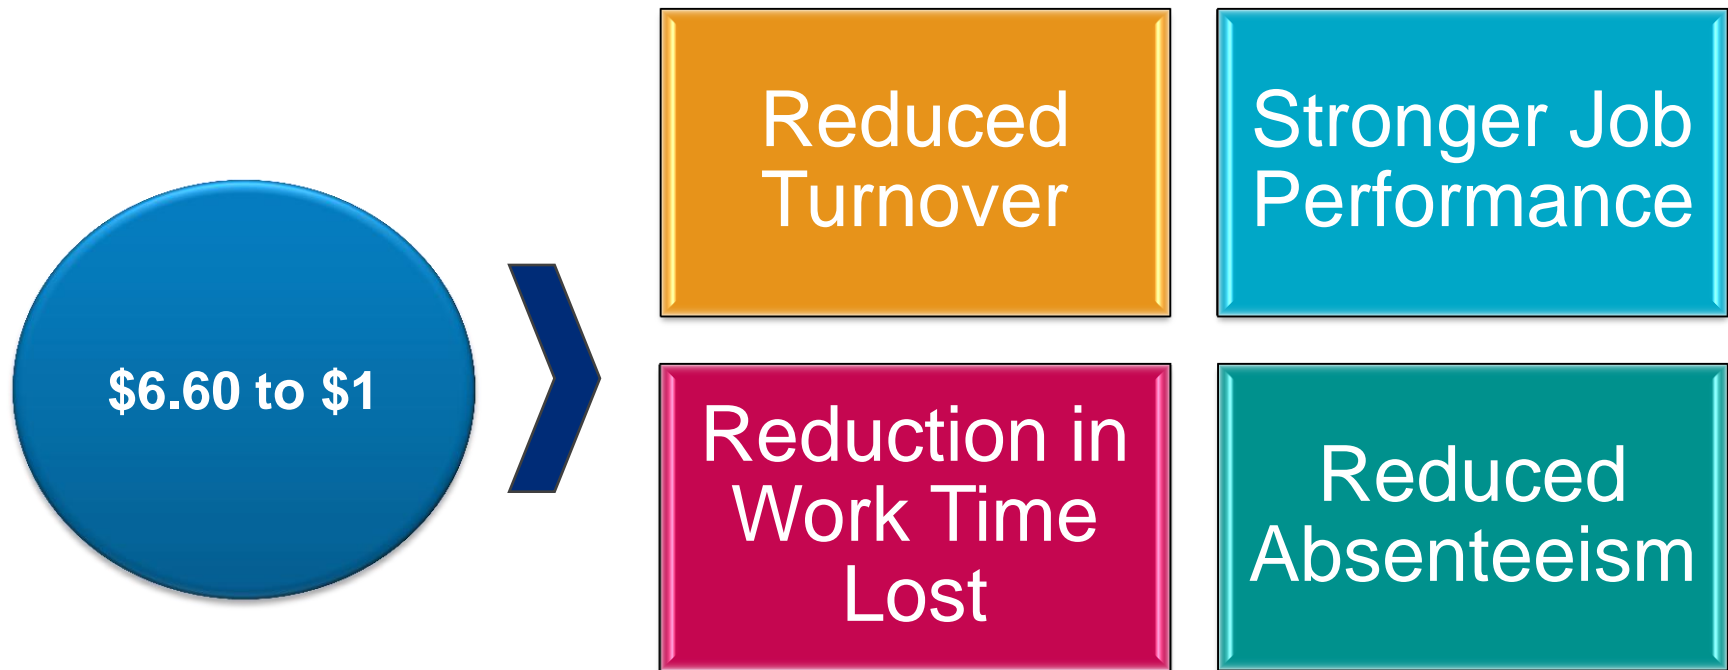 $6.60 to $1
Reduced
Turnover
Stronger Job
Performance
Reduction in
Work Time
Lost
Reduced
Absenteeism